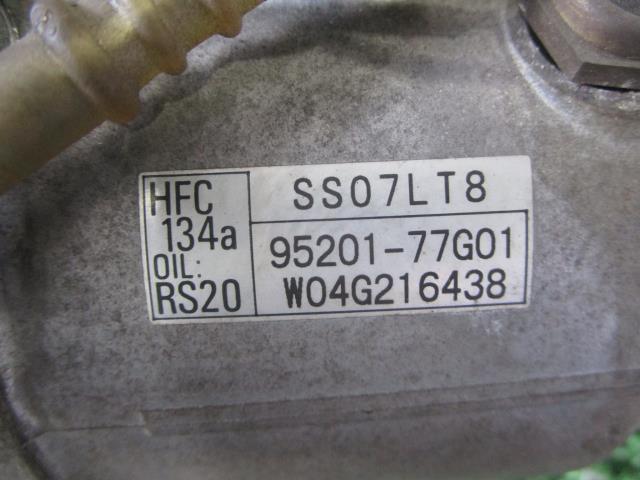 HFC
134a
OIL:
RS20
SS07LT8
95201-77G01
W04G216438